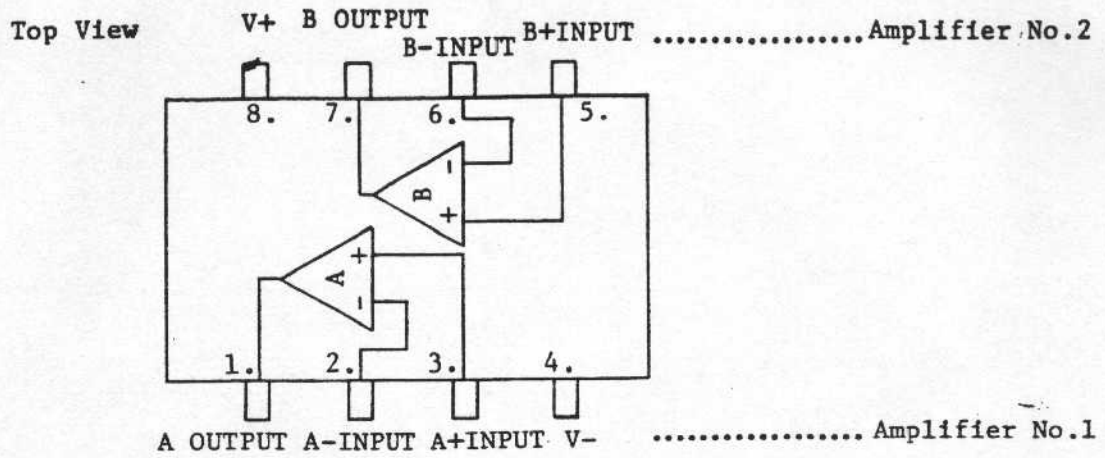 Top View V+ B OUTPUT B-INPUT B+INPUT .................. Amplifier No.2
8. 7. 6. 5.
- B +
+ A -
1. 2. 3. 4.
A OUTPUT A-INPUT A+INPUT V- .................. Amplifier No.1